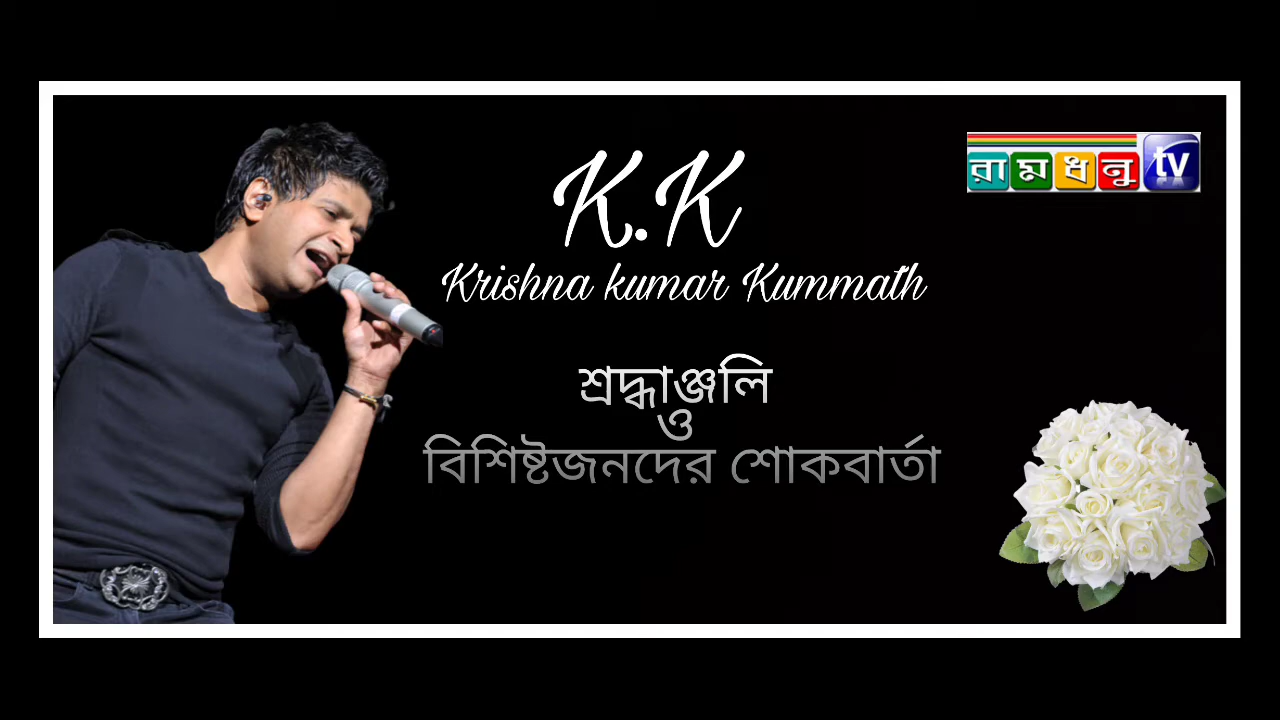 K.K
রামধনু tv
Krishna kumar Kummath
শ্রদ্ধাঞ্জলি
ও
বিশিষ্টজনদের শোকবার্তা